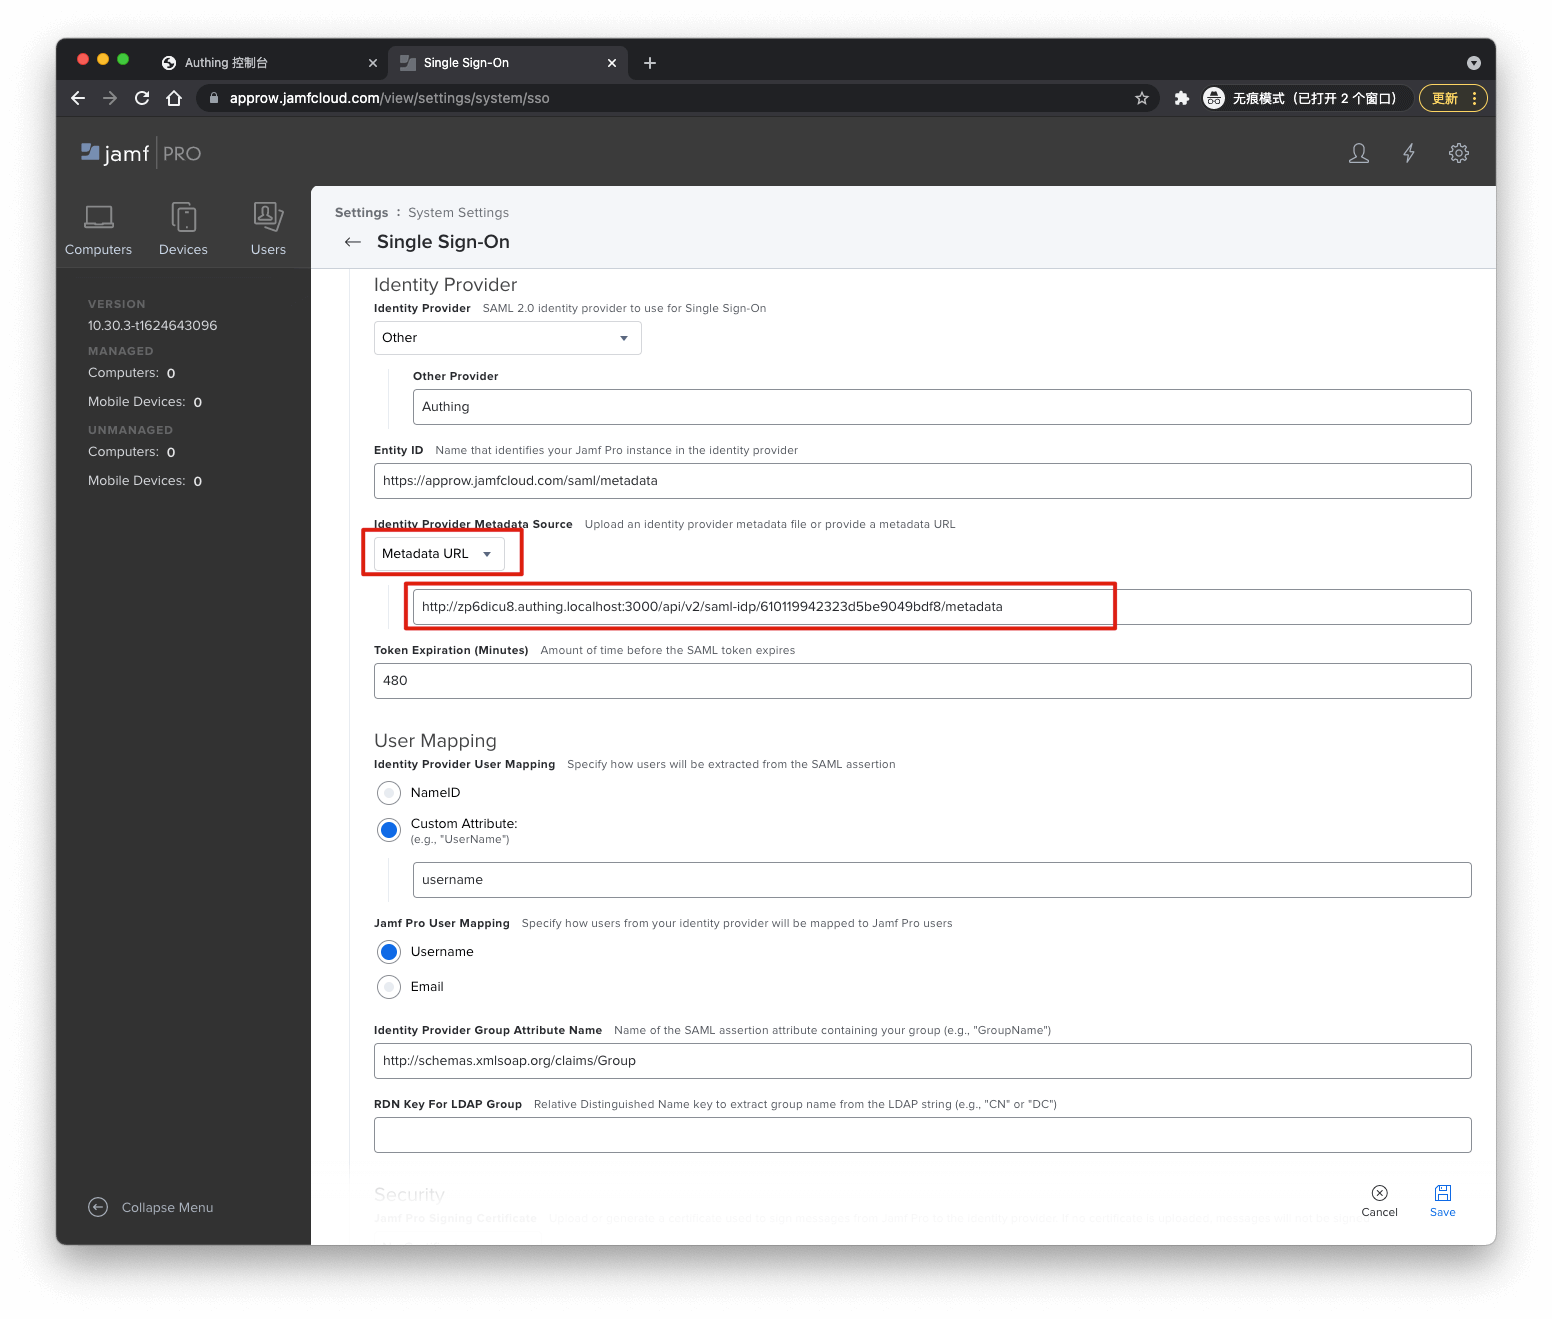 Authing 控制台
Single Sign-On
approw.jamfcloud.com/view/settings/system/sso
无痕模式（已打开 2 个窗口）
更新
jamf PRO
Computers
Devices
Users
Settings : System Settings
Single Sign-On
VERSION
10.30.3-t1624643096
MANAGED
Computers: 0
Mobile Devices: 0
UNMANAGED
Computers: 0
Mobile Devices: 0
Identity Provider
Identity Provider SAML 2.0 identity provider to use for Single Sign-On
Other
Other Provider
Authing
Entity ID Name that identifies your Jamf Pro instance in the identity provider
https://approw.jamfcloud.com/saml/metadata
Identity Provider Metadata Source Upload an identity provider metadata file or provide a metadata URL
Metadata URL
http://zp6dicu8.authing.localhost:3000/api/v2/saml-idp/610119942323d5be9049bdf8/metadata
Token Expiration (Minutes) Amount of time before the SAML token expires
480
User Mapping
Identity Provider User Mapping Specify how users will be extracted from the SAML assertion
NameID
Custom Attribute:
(e.g., "UserName")
username
Jamf Pro User Mapping Specify how users from your identity provider will be mapped to Jamf Pro users
Username
Email
Identity Provider Group Attribute Name Name of the SAML assertion attribute containing your group (e.g., "GroupName")
http://schemas.xmlsoap.org/claims/Group
RDN Key For LDAP Group Relative Distinguished Name key to extract group name from the LDAP string (e.g., "CN" or "DC")
Security
Jamf Pro Signing Certificate
Cancel
Save
Collapse Menu